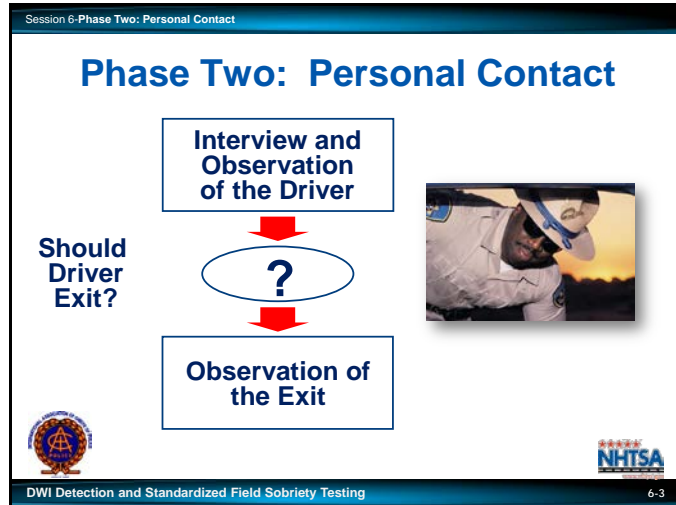 Session 6-Phase Two: Personal Contact
Phase Two: Personal Contact
Interview and
Observation
of the Driver
Should
Driver
Exit?
?
Observation of
the Exit
NHTSA
DWI Detection and Standardized Field Sobriety Testing
6-3